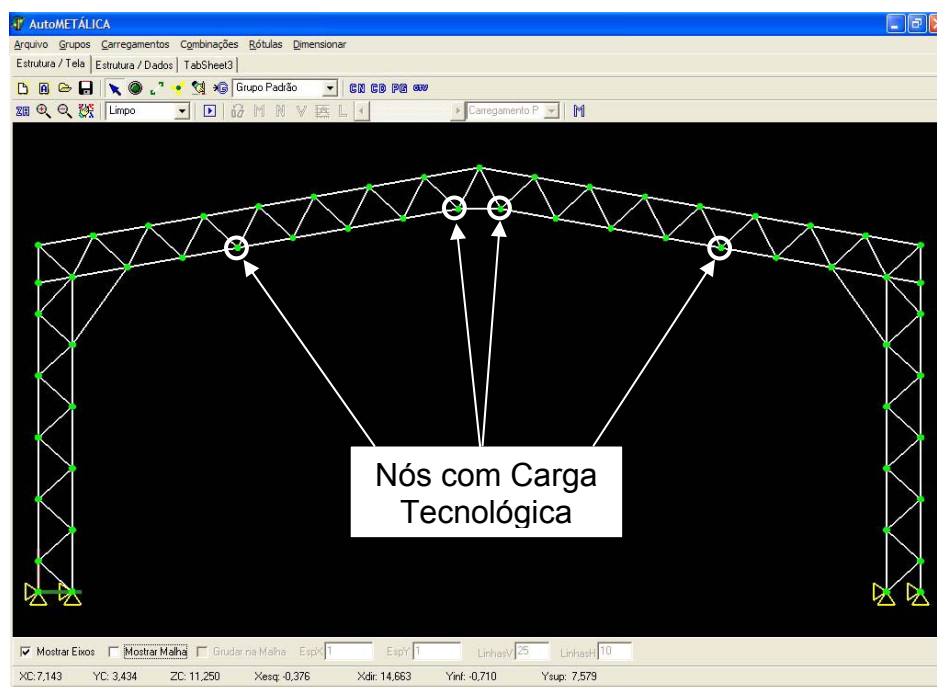 AutoMETÁLICA
Arquivo Grupos Carregamentos Combinações Rótulas Dimensionar
Estrutura / Tela Estrutura / Dados TabSheet3
Grupo Padrão CN CD PG
Limpo M N V L Carregamento P M
Nós com Carga
Tecnológica
Mostrar Eixos Mostrar Malha Grudar na Malha EspX 1 EspY 1 LinhasV 25 LinhasH 10
XC: 7,143 YC: 3,434 ZC: 11,250 Xesq: -0,376 Xdir: 14,663 Yinf: -0,710 Ysup: 7,579